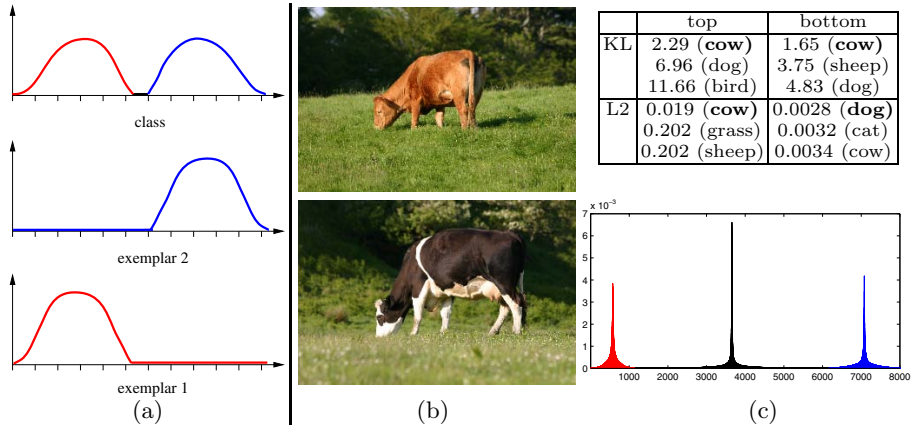 class
exemplar 2
exemplar 1
(a)
(b)
top bottom
KL 2.29 (cow) 1.65 (cow)
6.96 (dog) 3.75 (sheep)
11.66 (bird) 4.83 (dog)
L2 0.019 (cow) 0.0028 (dog)
0.202 (grass) 0.0032 (cat)
0.202 (sheep) 0.0034 (cow)
x 10⁻³
7
6
5
4
3
2
1
0
1000 2000 3000 4000 5000 6000 7000 8000
(c)